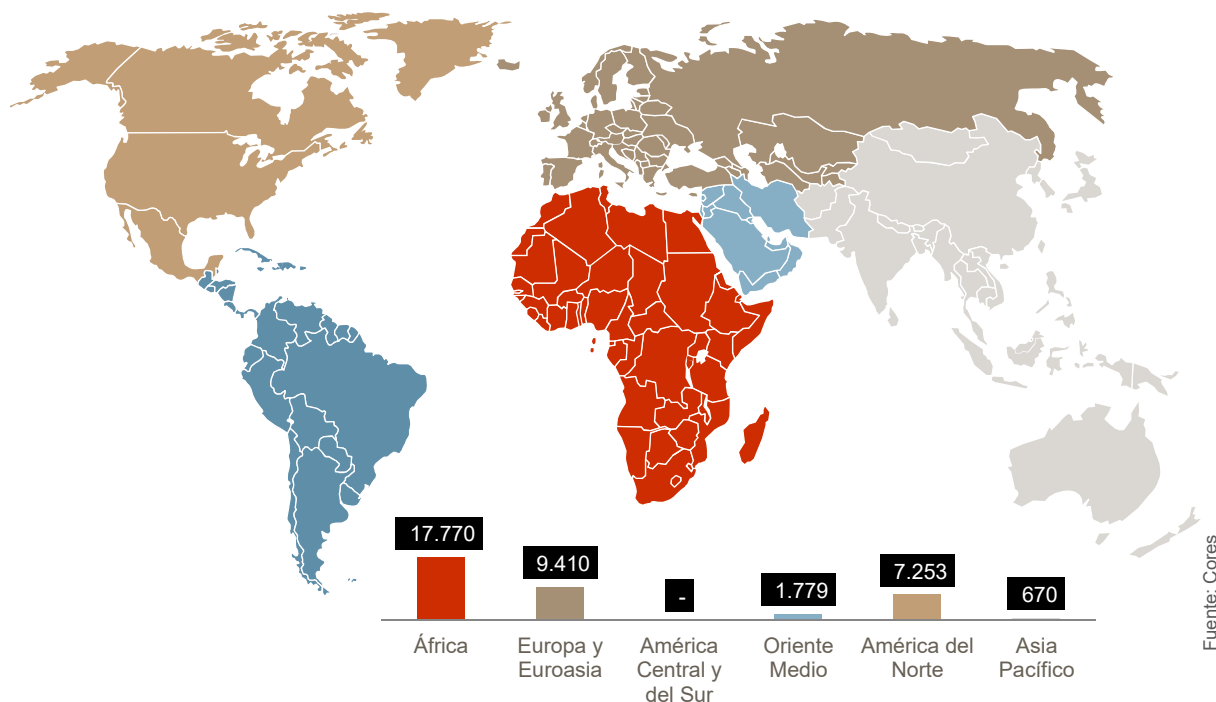 17.770
9.410
-
1.779
7.253
670
África
Europa y
Euroasia
América
Central y
del Sur
Oriente
Medio
América del
Norte
Asia
Pacífico
Fuente: Cores